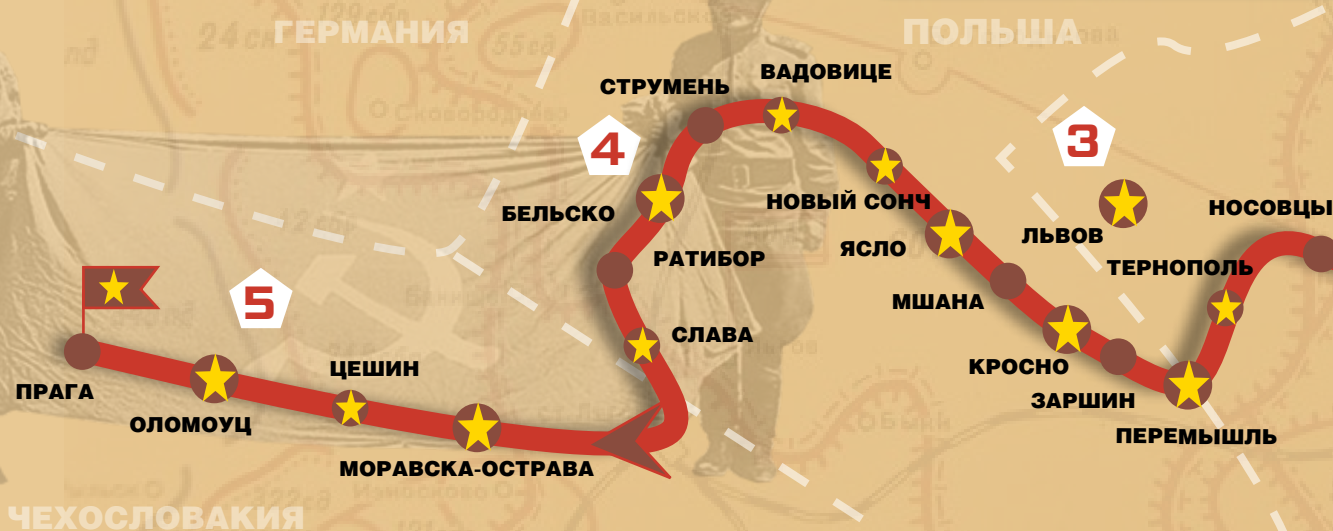 ГЕРМАНИЯ
ПОЛЬША
ВАДОВИЦЕ
СТРУМЕНЬ
4
3
НОВЫЙ СОНЧ
БЕЛЬСКО
НОСОВЦЫ
ЛЬВОВ
ЯСЛО
РАТИБОР
ТЕРНОПОЛЬ
5
МШАНА
СЛАВА
ЦЕШИН
КРОСНО
ПРАГА
ЗАРШИН
ОЛОМОУЦ
ПЕРЕМЫШЛЬ
МОРАВСКА-ОСТРАВА
ЧЕХОСЛОВАКИЯ